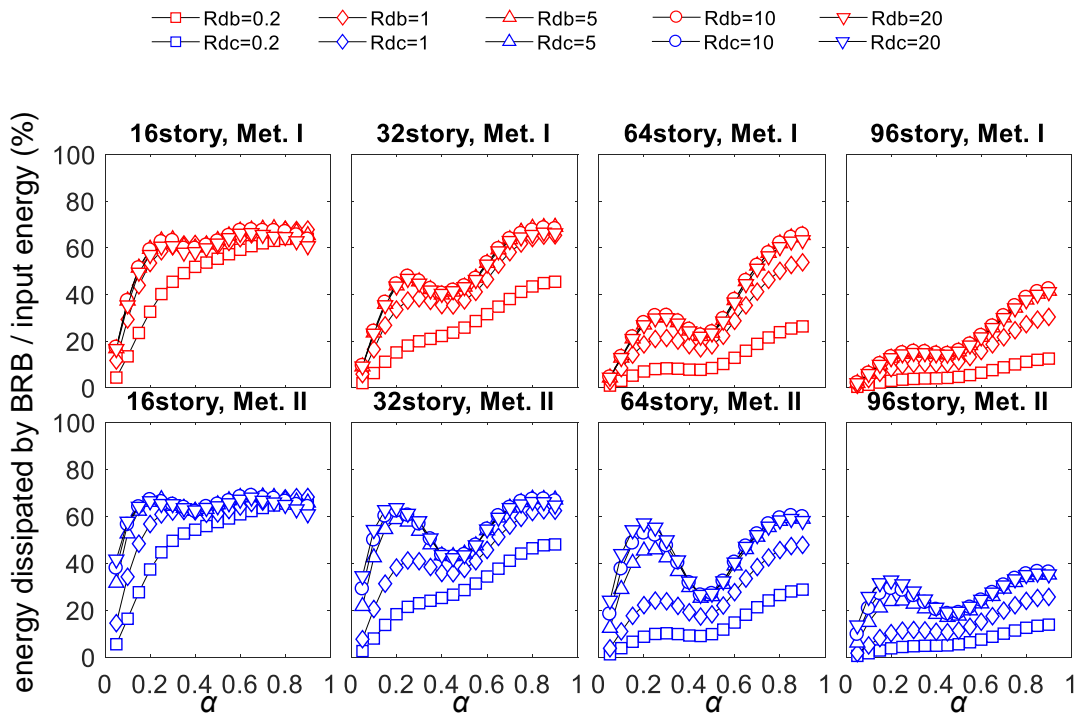 Rdb=0.2 Rdb=1 Rdb=5 Rdb=10 Rdb=20
Rdc=0.2 Rdc=1 Rdc=5 Rdc=10 Rdc=20
energy dissipated by BRB / input energy (%)
16story, Met. I 32story, Met. I 64story, Met. I 96story, Met. I
100
80
60
40
20
0
16story, Met. II 32story, Met. II 64story, Met. II 96story, Met. II
100
80
60
40
20
0
0 0.2 0.4 0.6 0.8 1 0 0.2 0.4 0.6 0.8 1 0 0.2 0.4 0.6 0.8 1 0 0.2 0.4 0.6 0.8 1
α α α α